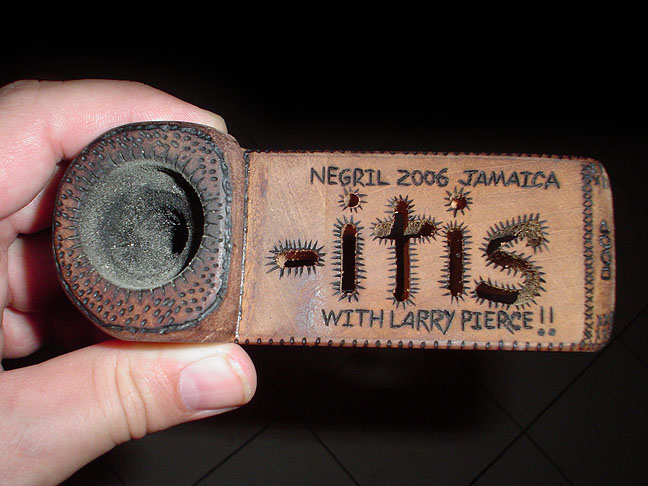 NEGRIL 2006 JAMAICA
-itis
WITH LARRY PIERCE!!